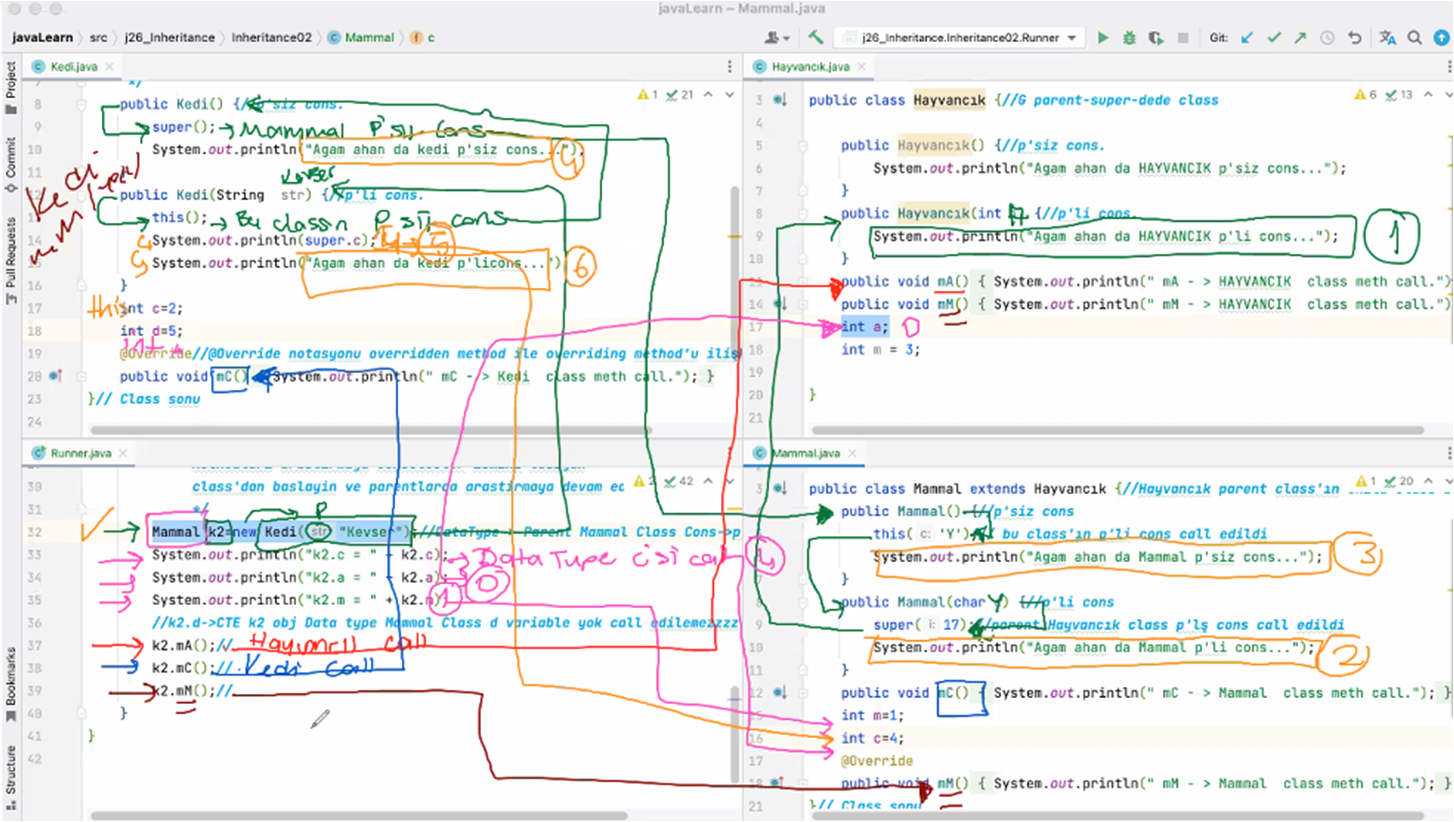 javaLearn – Mammal.java
javaLearn src j26_Inheritance Inheritance02 Mammal c
j26_Inheritance.Inheritance02.Runner Git:
Project
Commit
Pull Requests
Bookmarks
Structure
Kedi.java
1 21
7 */
8 public Kedi() {//p'siz cons.
9 super(); → Mammal P'siz cons
10 System.out.println("Agam ahan da kedi p'siz cons..."); 4
11 }
Kevser
12 public Kedi(String str) {//p'li cons.
this(); → Bu classın P siz cons
14 System.out.println(super.c); 4 → 5
15 System.out.println("Agam ahan da kedi p'licons...") 6
16 }
this
17 int c=2;
18 int d=5;
int
19 @Override//@Override notasyonu overridden method ile overriding method'u iliş
20 public void mC() { System.out.println(" mC -> Kedi class meth call."); }
23 }// Class sonu
24
Kedi
Hayvancık.java
6 13
3 public class Hayvancık {//G parent-super-dede class
4
5 public Hayvancık() {//p'siz cons.
6 System.out.println("Agam ahan da HAYVANCIK p'siz cons...");
7 }
8 public Hayvancık(int {//p'li cons.
9 System.out.println("Agam ahan da HAYVANCIK p'li cons..."); 1
10 }
11 public void mA() { System.out.println(" mA - > HAYVANCIK class meth call.")
14 public void mM() { System.out.println(" mM - > HAYVANCIK class meth call.")
17 int a; 0
18 int m = 3;
19
20 }
21
Runner.java
2 42
30 class'dan baslayin ve parentlarda arastirmaya devam ec
31 */
P
32 Mammal k2=new Kedi( str: "Kevser");//DataType : Parent Mammal Class Cons->p
33 System.out.println("k2.c = " + k2.c); → Data Type cisi call 4
34 System.out.println("k2.a = " + k2.a); 0
35 System.out.println("k2.m = " + k2.m); 1
36 //k2.d->CTE k2 obj Data type Mammal Class d variable yok call edilemezzzz
37 k2.mA();// Hayvancık call
38 k2.mC();// Kedi call
39 k2.mM();//
40 }
41 }
42
Mammal.java
1 20
3 public class Mammal extends Hayvancık {//Hayvancık parent class'ın
4 public Mammal() {//p'siz cons
5 this( c: 'Y');// bu class'ın p'li cons call edildi
System.out.println("Agam ahan da Mammal p'siz cons..."); 3
7 }
8 public Mammal(char Y) {//p'li cons
9 super( i: 17);//parent Hayvancık class p'lş cons call edildi
10 System.out.println("Agam ahan da Mammal p'li cons..."); 2
11 }
12 public void mC() { System.out.println(" mC - > Mammal class meth call."); }
15 int m=1;
16 int c=4;
17 @Override
18 public void mM() { System.out.println(" mM - > Mammal class meth call."); }
21 }// Class sonu